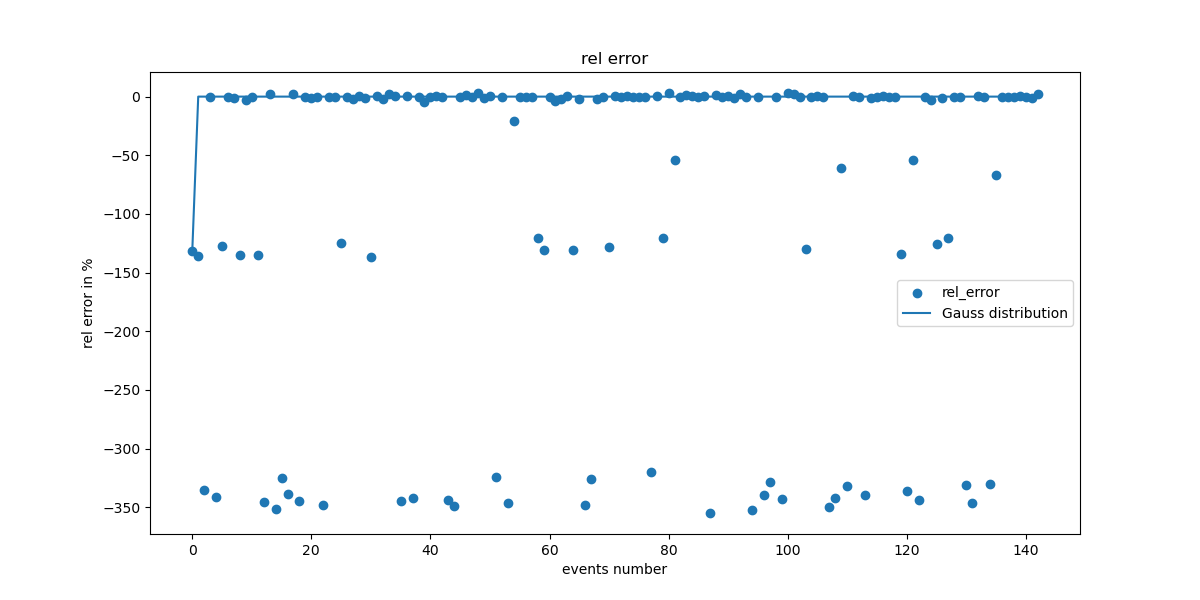 rel error
rel error in %
0
−50
−100
−150
−200
−250
−300
−350
0 20 40 60 80 100 120 140
events number
rel_error
Gauss distribution